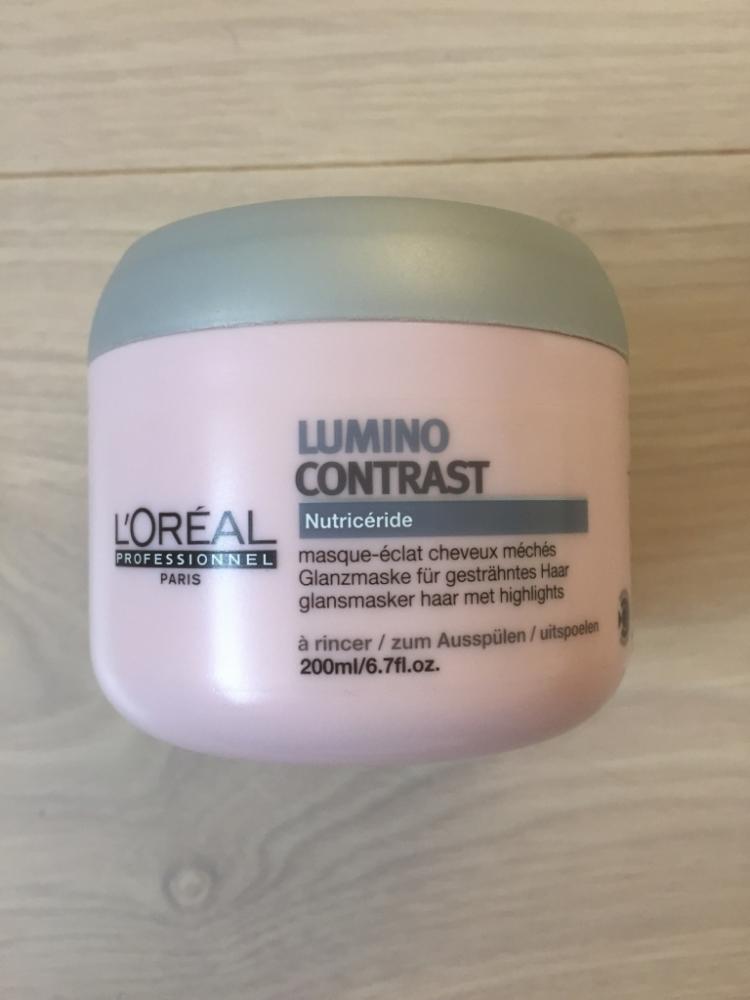 LUMINO
CONTRAST
Nutricéride
L'ORÉAL
PROFESSIONNEL
PARIS
masque-éclat cheveux méchés
Glanzmaske für gesträhntes Haar
glansmasker haar met highlights
à rincer / zum Ausspülen / uitspoelen
200ml/6.7fl.oz.